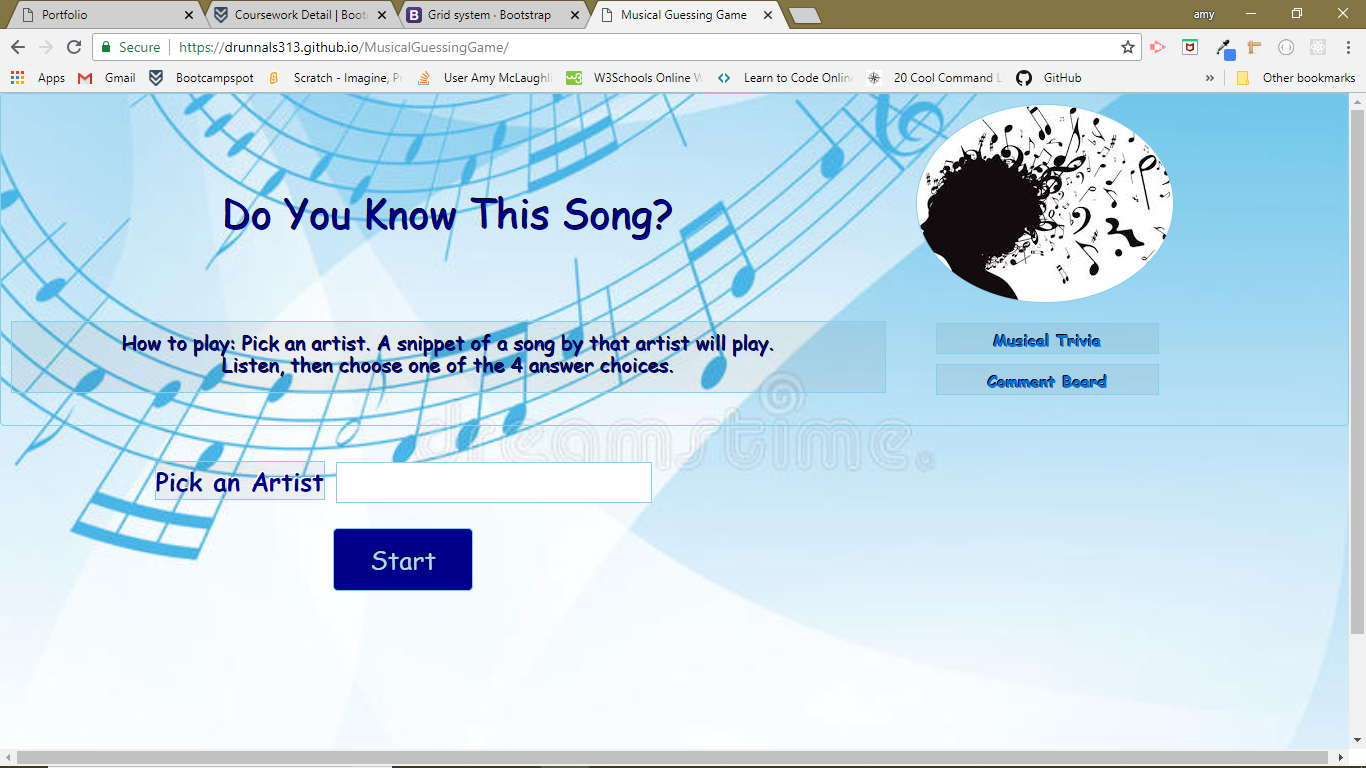 Portfolio
Coursework Detail | Boot
Grid system · Bootstrap
Musical Guessing Game
amy
Secure
https://drunnals313.github.io/MusicalGuessingGame/
Apps
Gmail
Bootcampspot
Scratch - Imagine, P
User Amy McLaughli
W3Schools Online
Learn to Code Onlin
20 Cool Command L
GitHub
»
Other bookmarks
Do You Know This Song?
How to play: Pick an artist. A snippet of a song by that artist will play.
Listen, then choose one of the 4 answer choices.
Musical Trivia
Comment Board
dreamstime.
Pick an Artist
Start